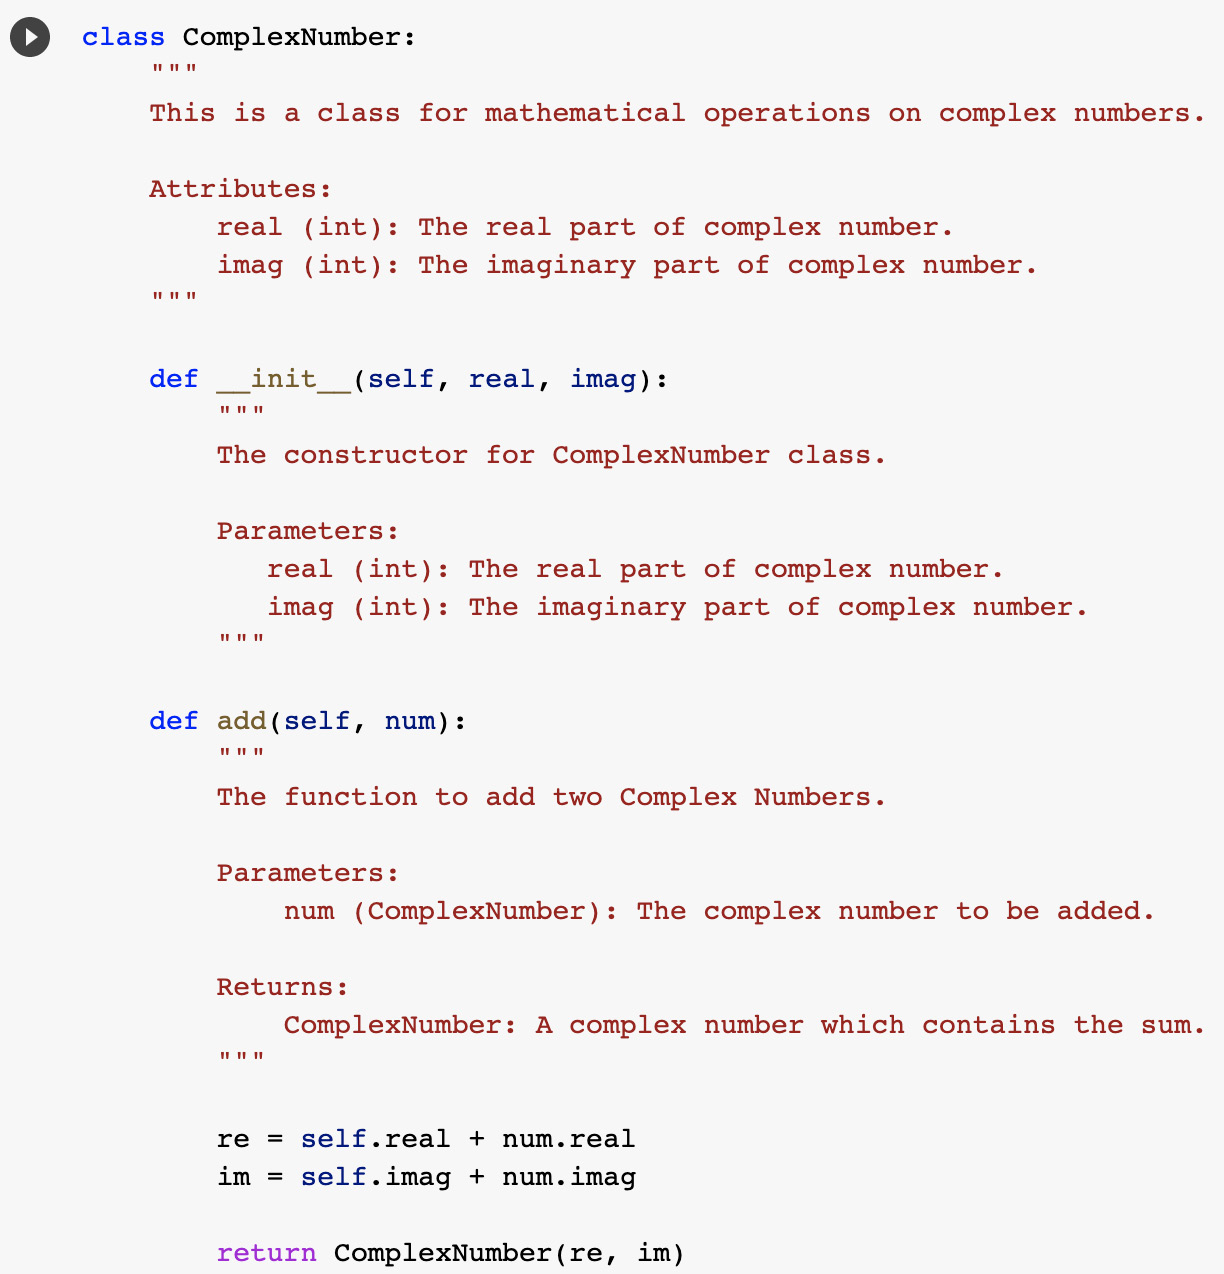 class ComplexNumber:
    """
    This is a class for mathematical operations on complex numbers.

    Attributes:
        real (int): The real part of complex number.
        imag (int): The imaginary part of complex number.
    """

    def __init__(self, real, imag):
        """
        The constructor for ComplexNumber class.

        Parameters:
           real (int): The real part of complex number.
           imag (int): The imaginary part of complex number.
        """

    def add(self, num):
        """
        The function to add two Complex Numbers.

        Parameters:
            num (ComplexNumber): The complex number to be added.

        Returns:
            ComplexNumber: A complex number which contains the sum.
        """

        re = self.real + num.real
        im = self.imag + num.imag

        return ComplexNumber(re, im)